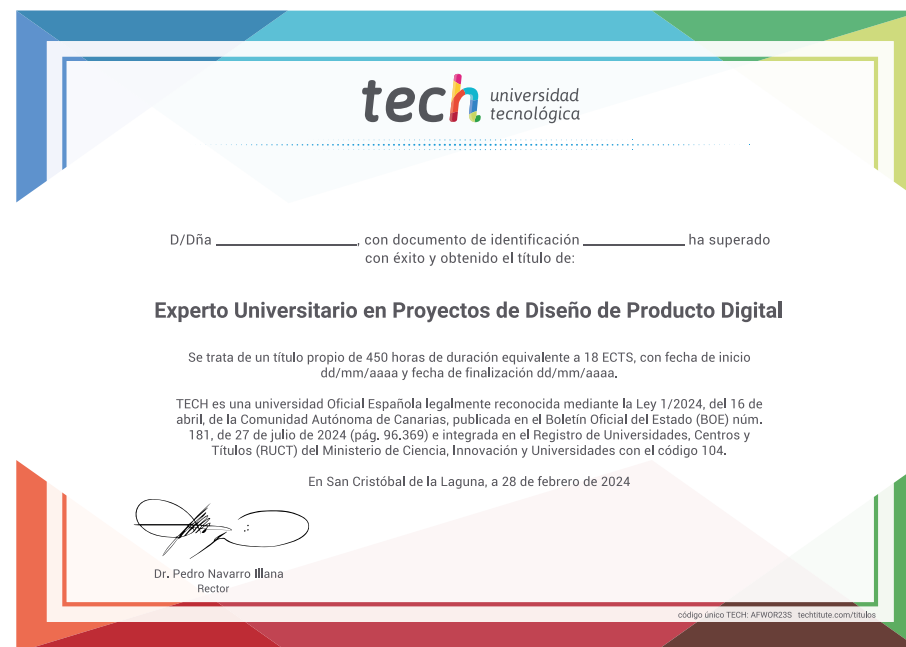 tech universidad
tecnológica
D/Dña ________________, con documento de identificación ____________ ha superado
con éxito y obtenido el título de:
Experto Universitario en Proyectos de Diseño de Producto Digital
Se trata de un título propio de 450 horas de duración equivalente a 18 ECTS, con fecha de inicio
dd/mm/aaaa y fecha de finalización dd/mm/aaaa.
TECH es una universidad Oficial Española legalmente reconocida mediante la Ley 1/2024, del 16 de
abril, de la Comunidad Autónoma de Canarias, publicada en el Boletín Oficial del Estado (BOE) núm.
181, de 27 de julio de 2024 (pág. 96.369) e integrada en el Registro de Universidades, Centros y
Títulos (RUCT) del Ministerio de Ciencia, Innovación y Universidades con el código 104.
En San Cristóbal de la Laguna, a 28 de febrero de 2024
Dr. Pedro Navarro Illana
Rector
código único TECH: AFWOR23S techtitute.com/titulos